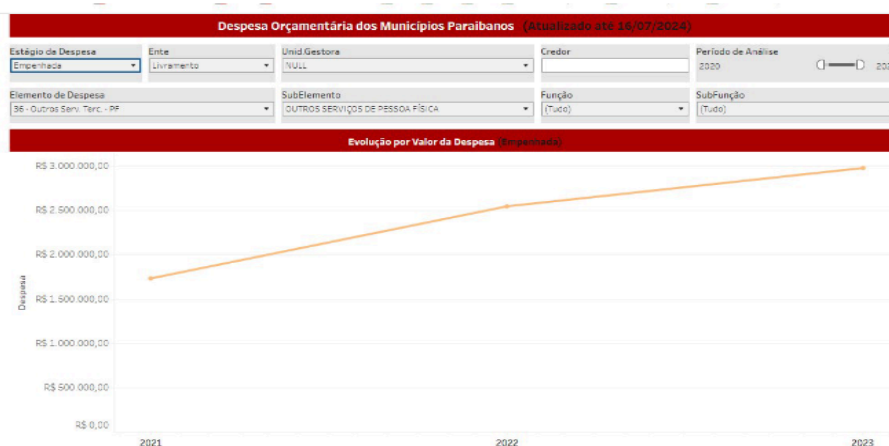 Despesa Orçamentária dos Municípios Paraibanos (Atualizado até 16/07/2024)
Estágio da Despesa Ente Unid.Gestora Credor Período de Análise
Empenhada Livramento NULL 2020 202
Elemento de Despesa SubElemento Função SubFunção
36 - Outros Serv. Terc. - PF OUTROS SERVIÇOS DE PESSOA FÍSICA (Tudo) (Tudo)
Evolução por Valor da Despesa (Empenhada)
R$ 3.000.000,00
R$ 2.500.000,00
R$ 2.000.000,00
R$ 1.500.000,00
R$ 1.000.000,00
R$ 500.000,00
R$ 0,00
Despesa
2021 2022 2023